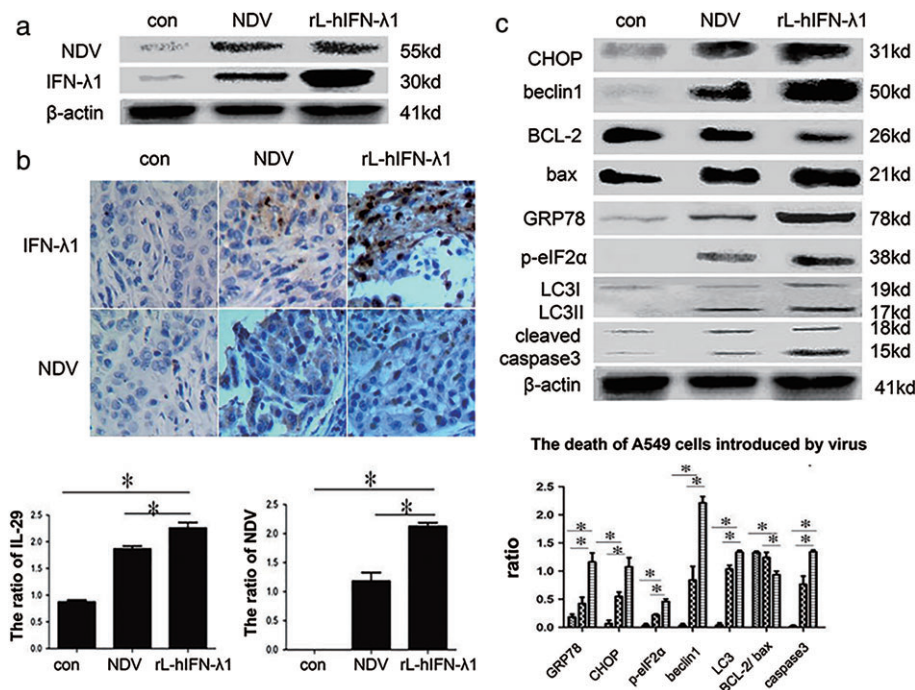 a
con NDV rL-hIFN-λ1
NDV 55kd
IFN-λ1 30kd
β-actin 41kd
b
con NDV rL-hIFN-λ1
IFN-λ1
NDV
The ratio of IL-29
2.5
2.0
1.5
1.0
0.5
0.0
con NDV rL-hIFN-λ1
*
*
The ratio of NDV
2.5
2.0
1.5
1.0
0.5
0.0
con NDV rL-hIFN-λ1
*
*
c
con NDV rL-hIFN-λ1
CHOP 31kd
beclin1 50kd
BCL-2 26kd
bax 21kd
GRP78 78kd
p-eIF2α 38kd
LC3I 19kd
LC3II 17kd
cleaved 18kd
caspase3 15kd
β-actin 41kd
The death of A549 cells introduced by virus
ratio
2.5
2.0
1.5
1.0
0.5
0.0
* * * * * * *
* * * * * * *
GRP78 CHOP p-eIF2α beclin1 LC3 BCL-2/ bax caspase3